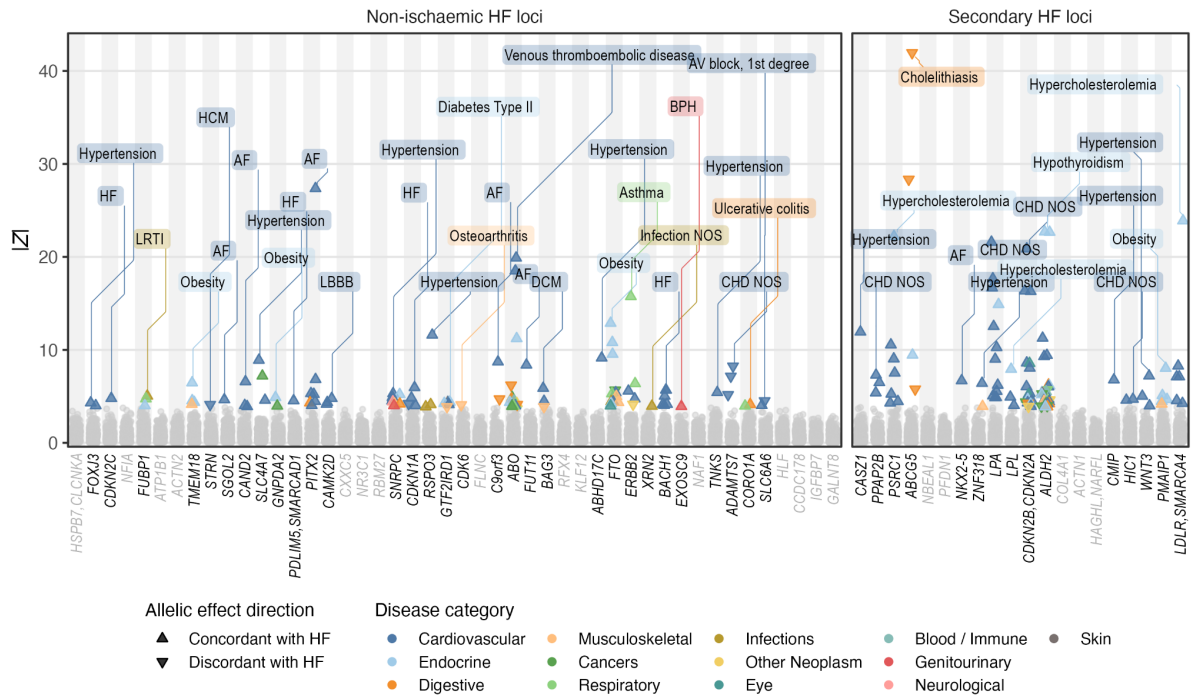 Non-ischaemic HF loci
Secondary HF loci
|Z|
40
30
20
10
0
Venous thromboembolic disease
AV block, 1st degree
Cholelithiasis
Hypercholesterolemia
Diabetes Type II
BPH
HCM
Hypertension
AF
AF
Hypertension
Hypertension
Hypertension
Hypertension
Hypothyroidism
HF
HF
HF
AF
Asthma
Hypercholesterolemia
Hypertension
CHD NOS
Ulcerative colitis
Hypertension
LRTI
Osteoarthritis
Infection NOS
Hypertension
Obesity
AF
Obesity
Obesity
AF
CHD NOS
Hypercholesterolemia
Obesity
LBBB
Hypertension
AF
DCM
HF
CHD NOS
CHD NOS
Hypertension
CHD NOS
HSPB7,CLCNKA
FOXJ3
CDKN2C
NFIA
FUBP1
ATP1B1
ACTN2
TMEM18
STRN
SGOL2
CAND2
SLC4A7
GNPDA2
PDLIM5,SMARCAD1
PITX2
CAMK2D
CXXC5
NR3C1
RBM27
SNRPC
CDKN1A
RSPO3
GTF2IRD1
CDK6
FLNC
C9orf3
ABO
FUT11
BAG3
RFX4
KLF12
ABHD17C
FTO
ERBB2
XRN2
BACH1
EXOSC9
NAF1
TNKS
ADAMTS7
CORO1A
SLC6A6
HLF
CCDC178
IGFBP7
GALNT8
CASZ1
PPAP2B
PSRC1
ABCG5
NBEAL1
PFDN1
NKX2-5
ZNF318
LPA
LPL
CDKN2B,CDKN2A
ALDH2
COL4A1
ACTN1
HAGHL,NARFL
CMIP
HIC1
WNT3
PMAIP1
LDLR,SMARCA4
Allelic effect direction
Concordant with HF
Discordant with HF
Disease category
Cardiovascular
Endocrine
Digestive
Musculoskeletal
Cancers
Respiratory
Infections
Other Neoplasm
Eye
Blood / Immune
Genitourinary
Neurological
Skin